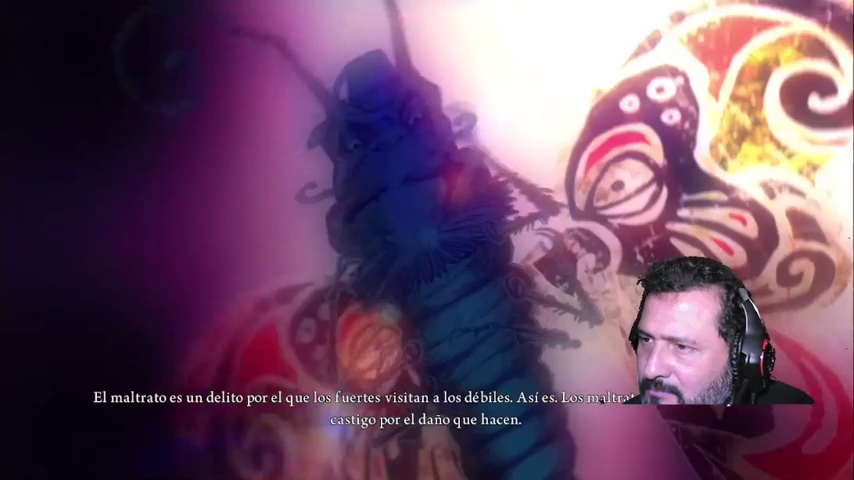 El maltrato es un delito por el que los fuertes visitan a los débiles. Así es. Los
castigo por el daño que hacen.